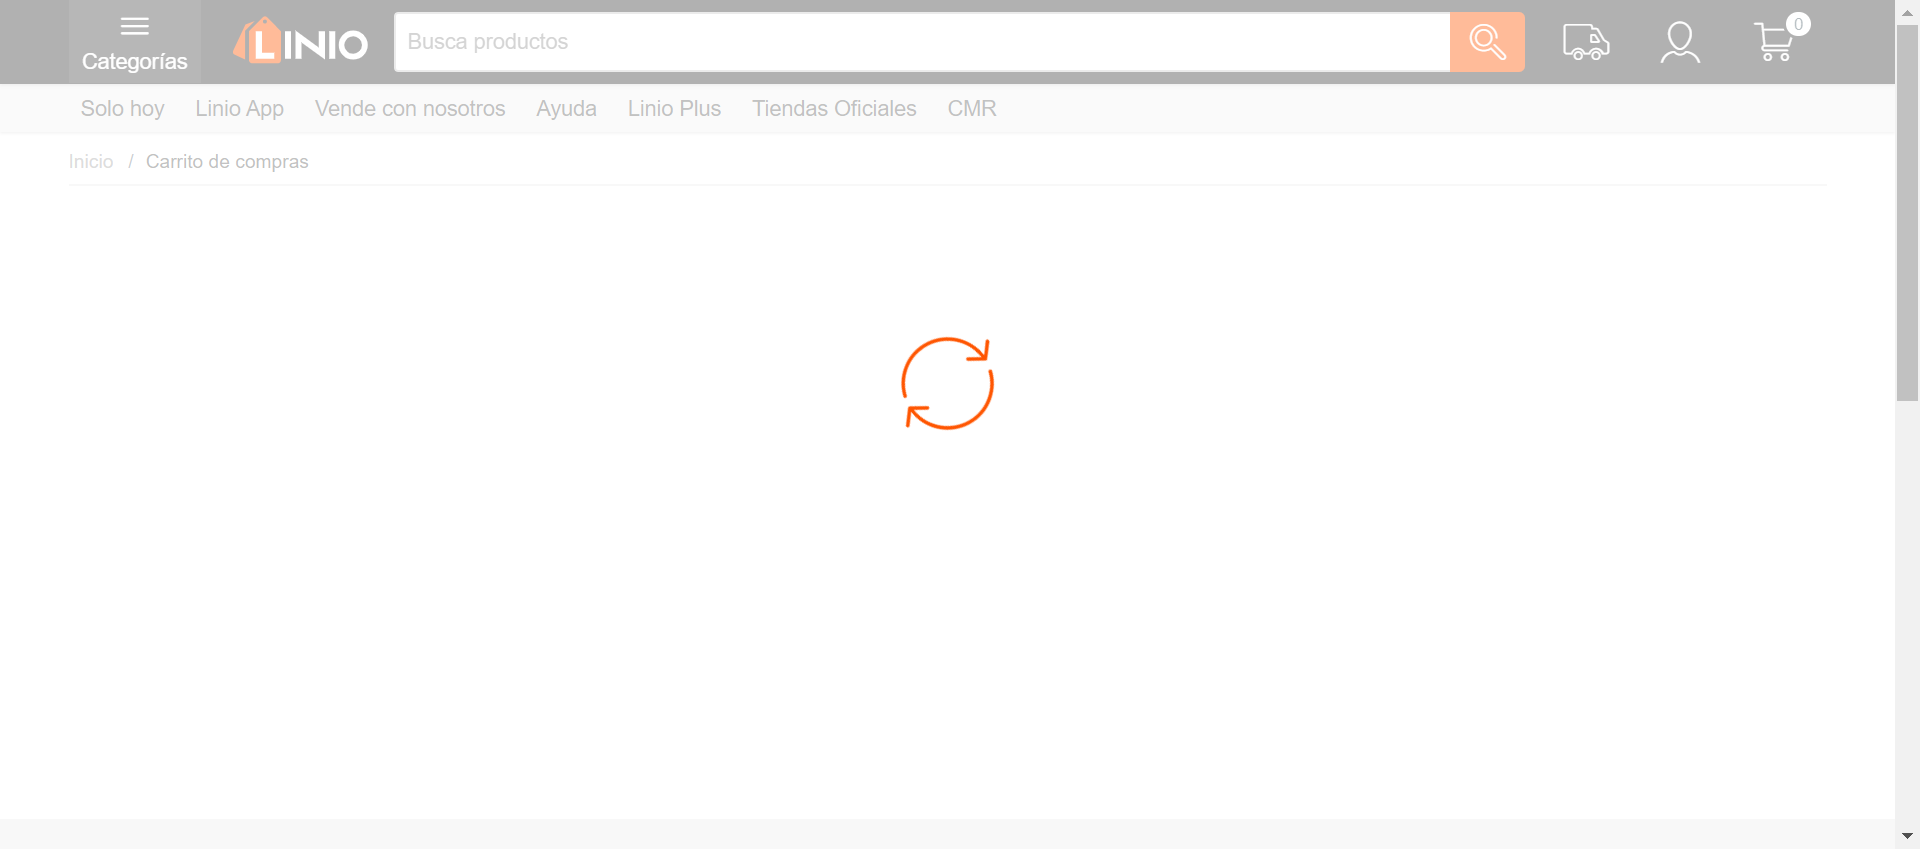 Categorías
LINIO
Busca productos
0
Solo hoy
Linio App
Vende con nosotros
Ayuda
Linio Plus
Tiendas Oficiales
CMR
Inicio / Carrito de compras